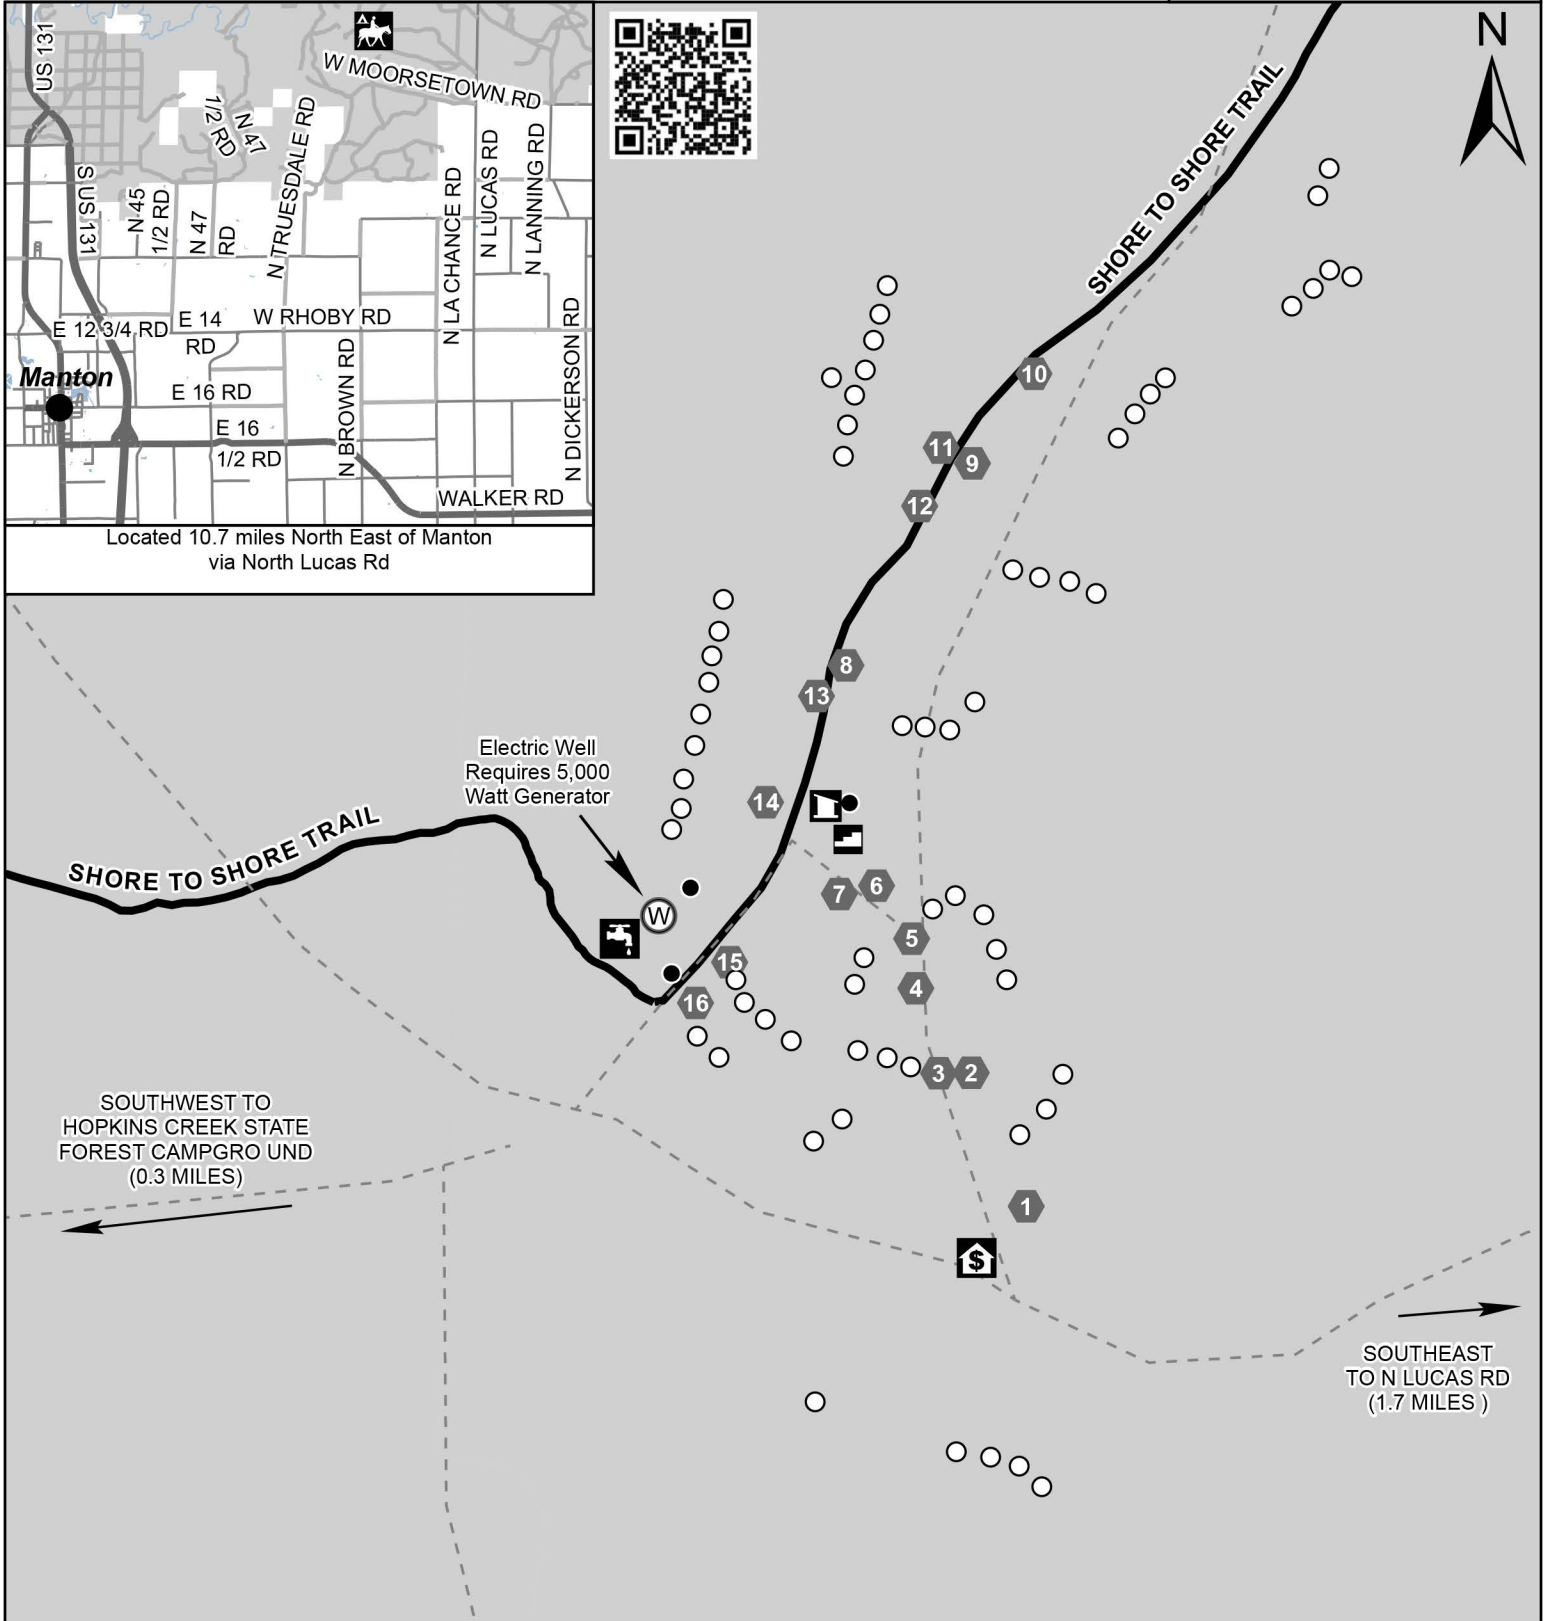 US 131
W MOORSETOWN RD
N 47
1/2 RD
N TRUESDALE RD
S US 131
N 45
1/2 RD
N 47
RD
N LA CHANCE RD
N LUCAS RD
N LANNING RD
E 12 3/4 RD
E 14
RD
W RHOBY RD
Manton
E 16 RD
E 16
1/2 RD
N BROWN RD
N DICKERSON RD
WALKER RD
Located 10.7 miles North East of Manton
via North Lucas Rd
N
SHORE TO SHORE TRAIL
10
11
9
12
8
13
Electric Well
Requires 5,000
Watt Generator
14
SHORE TO SHORE TRAIL
7
6
W
5
15
4
16
3
2
SOUTHWEST TO
HOPKINS CREEK STATE
FOREST CAMPGRO UND
(0.3 MILES)
1
$
SOUTHEAST
TO N LUCAS RD
(1.7 MILES )